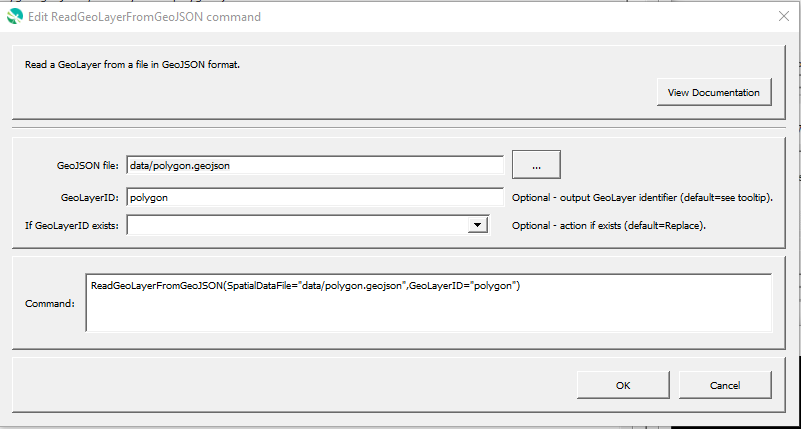 Edit ReadGeoLayerFromGeoJSON command
Read a GeoLayer from a file in GeoJSON format.
View Documentation
GeoJSON file: data/polygon.geojson ...
GeoLayerID: polygon Optional - output GeoLayer identifier (default=see tooltip).
If GeoLayerID exists: Optional - action if exists (default=Replace).
Command: ReadGeoLayerFromGeoJSON(SpatialDataFile="data/polygon.geojson",GeoLayerID="polygon")
OK Cancel